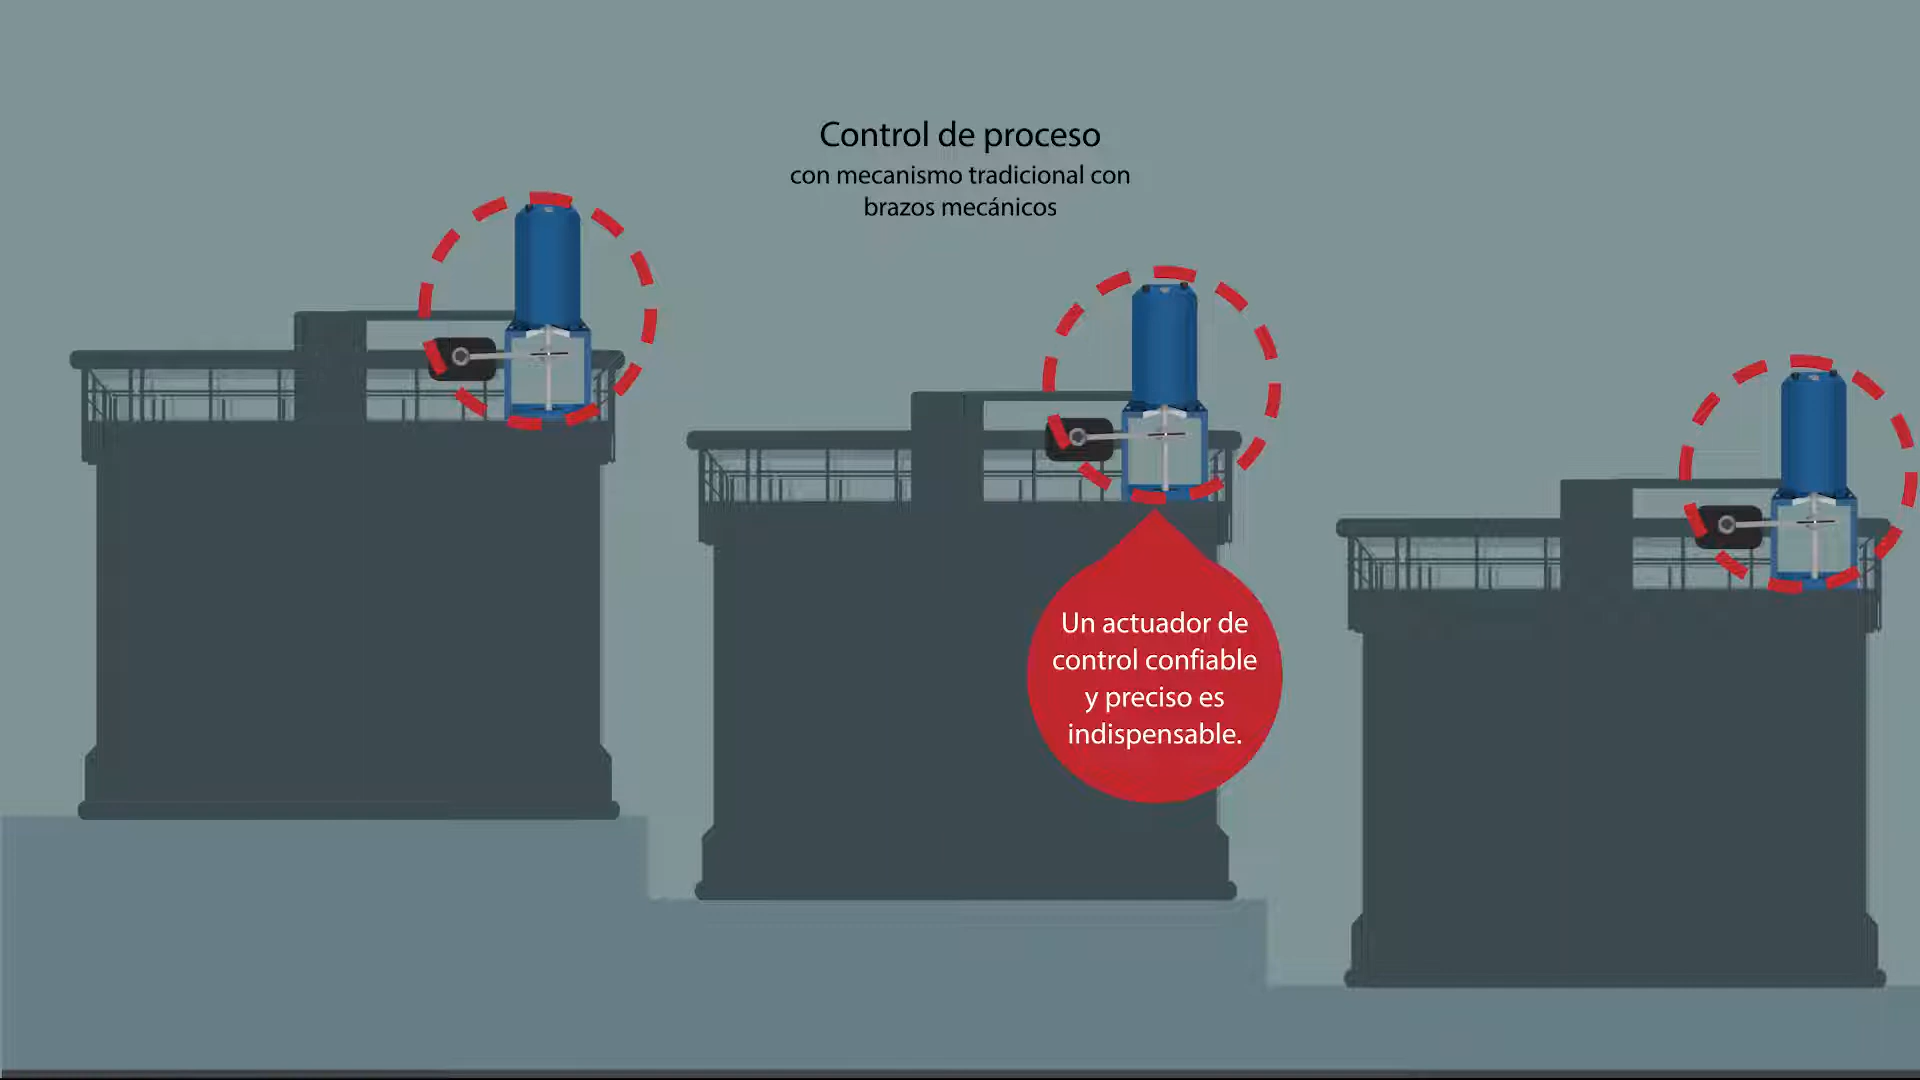 Control de proceso
con mecanismo tradicional con
brazos mecánicos
Un actuador de
control confiable
y preciso es
indispensable.